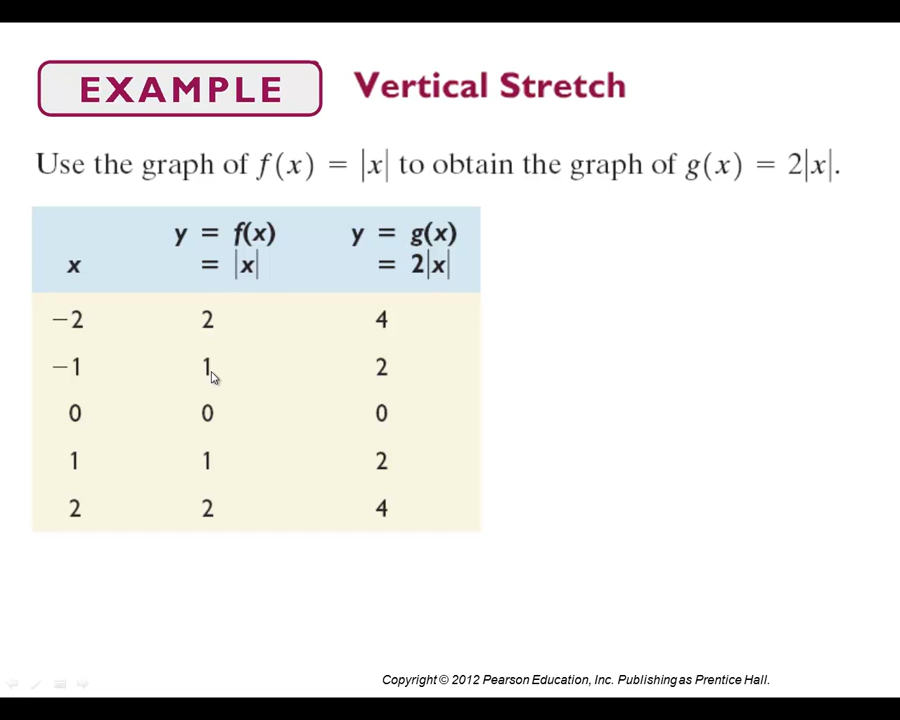 EXAMPLE Vertical Stretch
Use the graph of f(x) = |x| to obtain the graph of g(x) = 2|x|.
y = f(x) y = g(x)
x = |x| = 2|x|
−2 2 4
−1 1 2
0 0 0
1 1 2
2 2 4
Copyright © 2012 Pearson Education, Inc. Publishing as Prentice Hall.